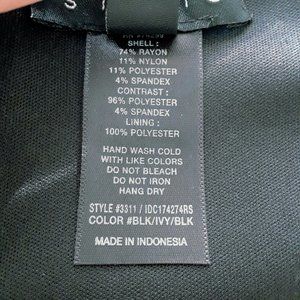 SHELL :
74% RAYON
11% NYLON
11% POLYESTER
4% SPANDEX
CONTRAST :
96% POLYESTER
4% SPANDEX
LINING :
100% POLYESTER
HAND WASH COLD
WITH LIKE COLORS
DO NOT BLEACH
DO NOT IRON
HANG DRY
STYLE #3311 / IDC174274RS
COLOR #BLK/IVY/BLK
MADE IN INDONESIA